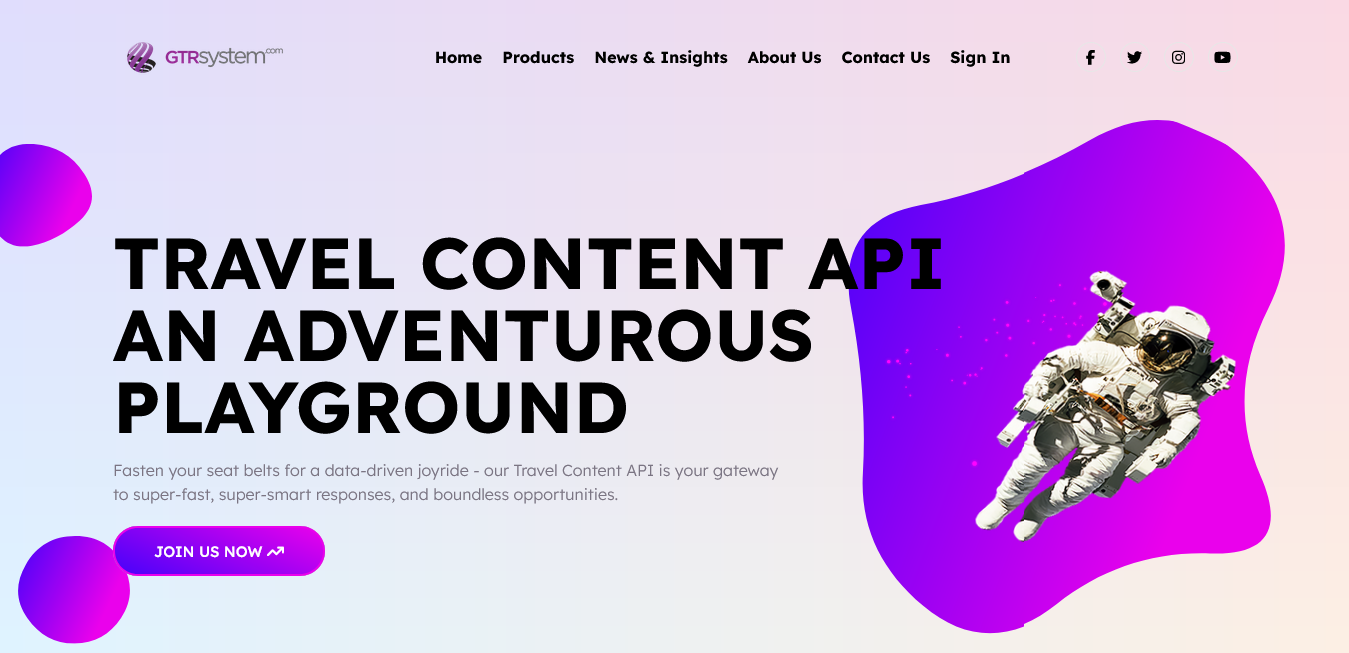 GTRsystem.com
Home Products News & Insights About Us Contact Us Sign In
TRAVEL CONTENT API
AN ADVENTUROUS
PLAYGROUND
Fasten your seat belts for a data-driven joyride - our Travel Content API is your gateway
to super-fast, super-smart responses, and boundless opportunities.
JOIN US NOW